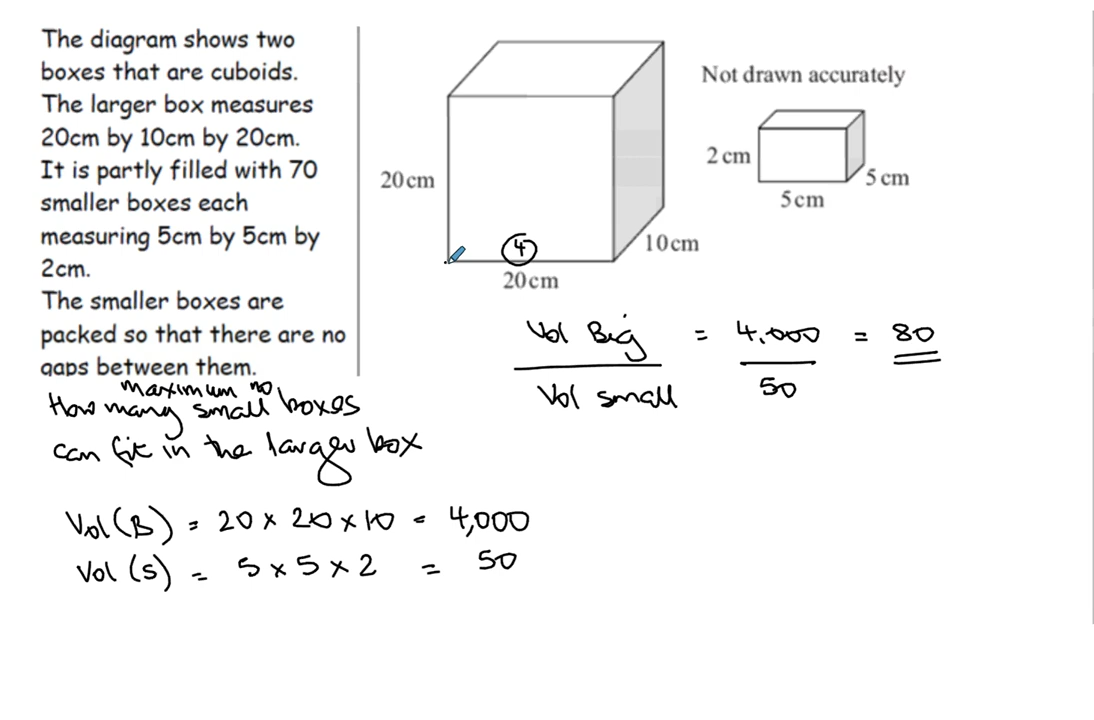 The diagram shows two
boxes that are cuboids.
The larger box measures
20cm by 10cm by 20cm.
It is partly filled with 70
smaller boxes each
measuring 5cm by 5cm by
2cm.
The smaller boxes are
packed so that there are no
gaps between them.
maximum no
How many small boxes
can fit in the larger box
Vol(B) = 20 x 20 x 10 = 4,000
Vol (s) = 5 x 5 x 2 = 50
20cm
4
20cm
10cm
Not drawn accurately
2cm
5cm
5cm
Vol Big = 4,000 = 80
Vol small 50